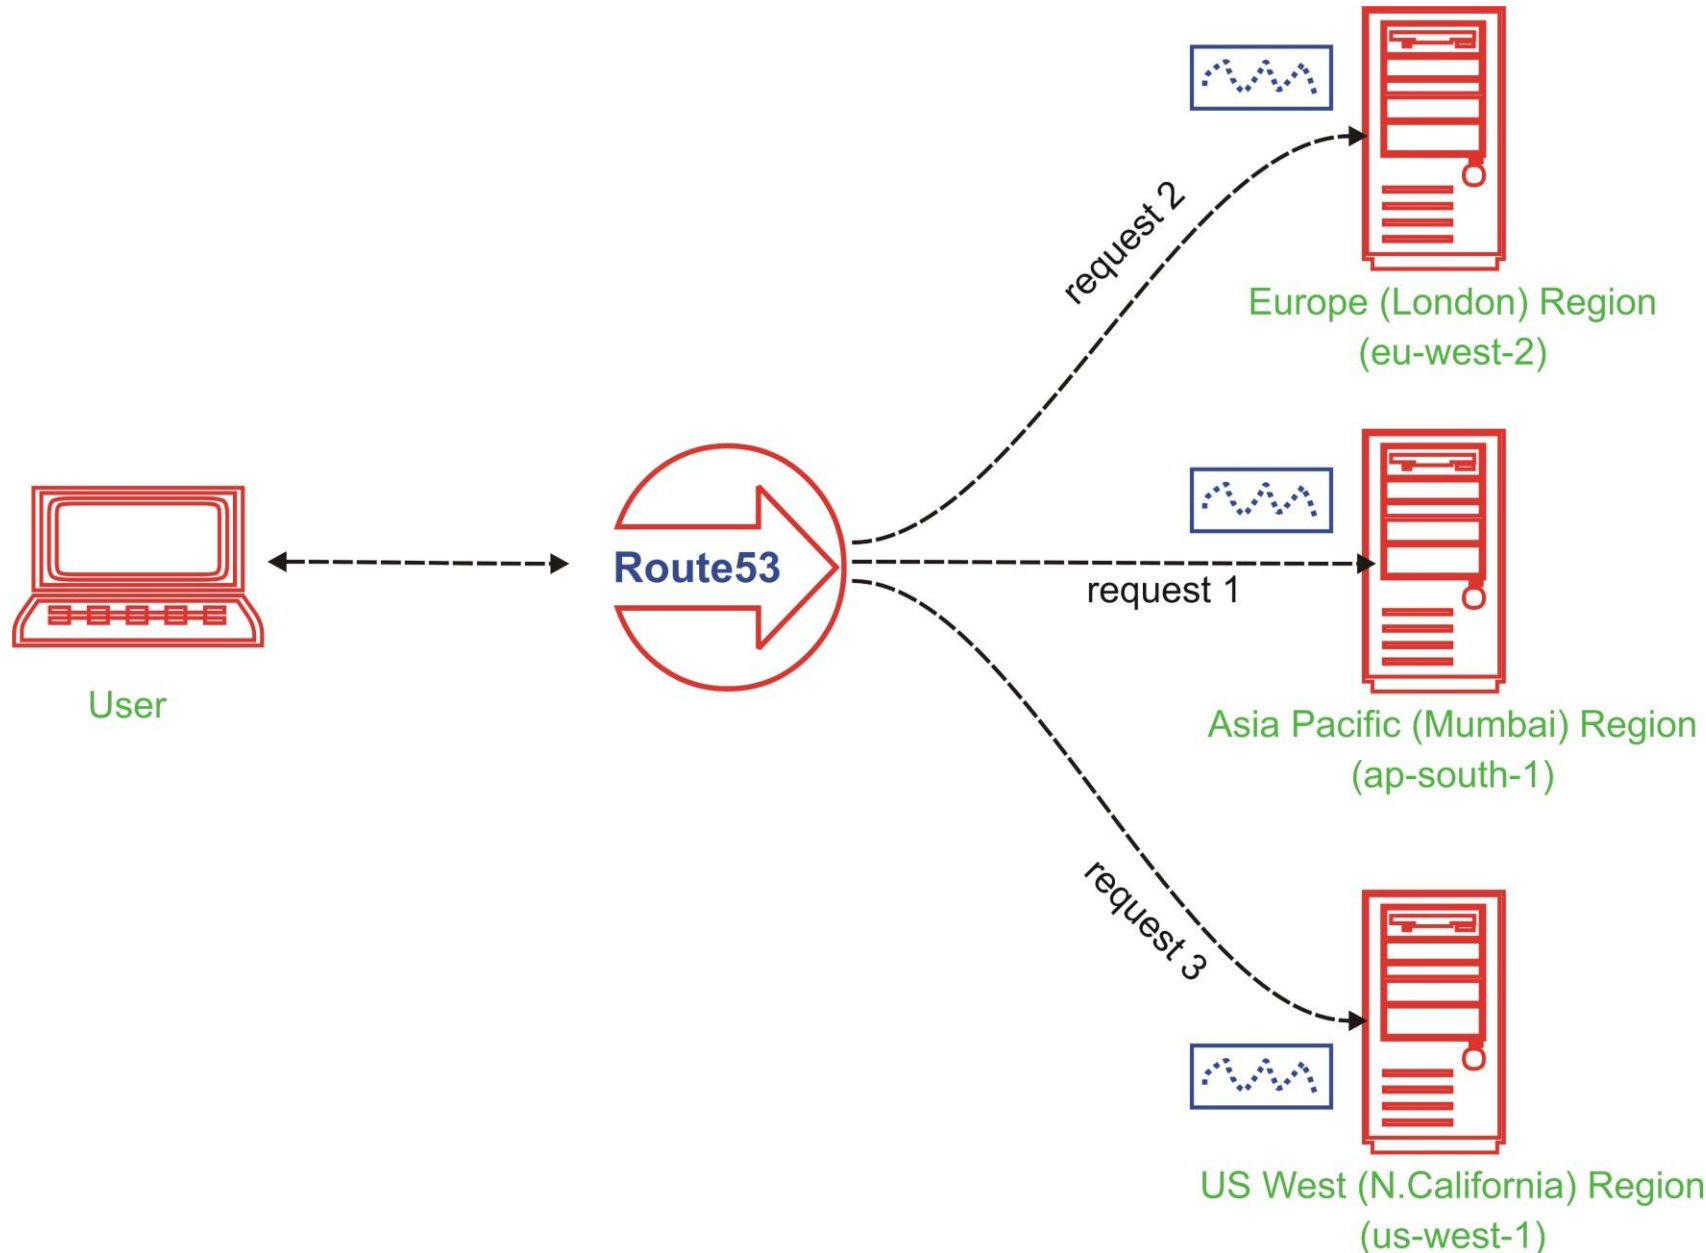 request 2
Europe (London) Region
(eu-west-2)
Route53
request 1
User
Asia Pacific (Mumbai) Region
(ap-south-1)
request 3
US West (N.California) Region
(us-west-1)